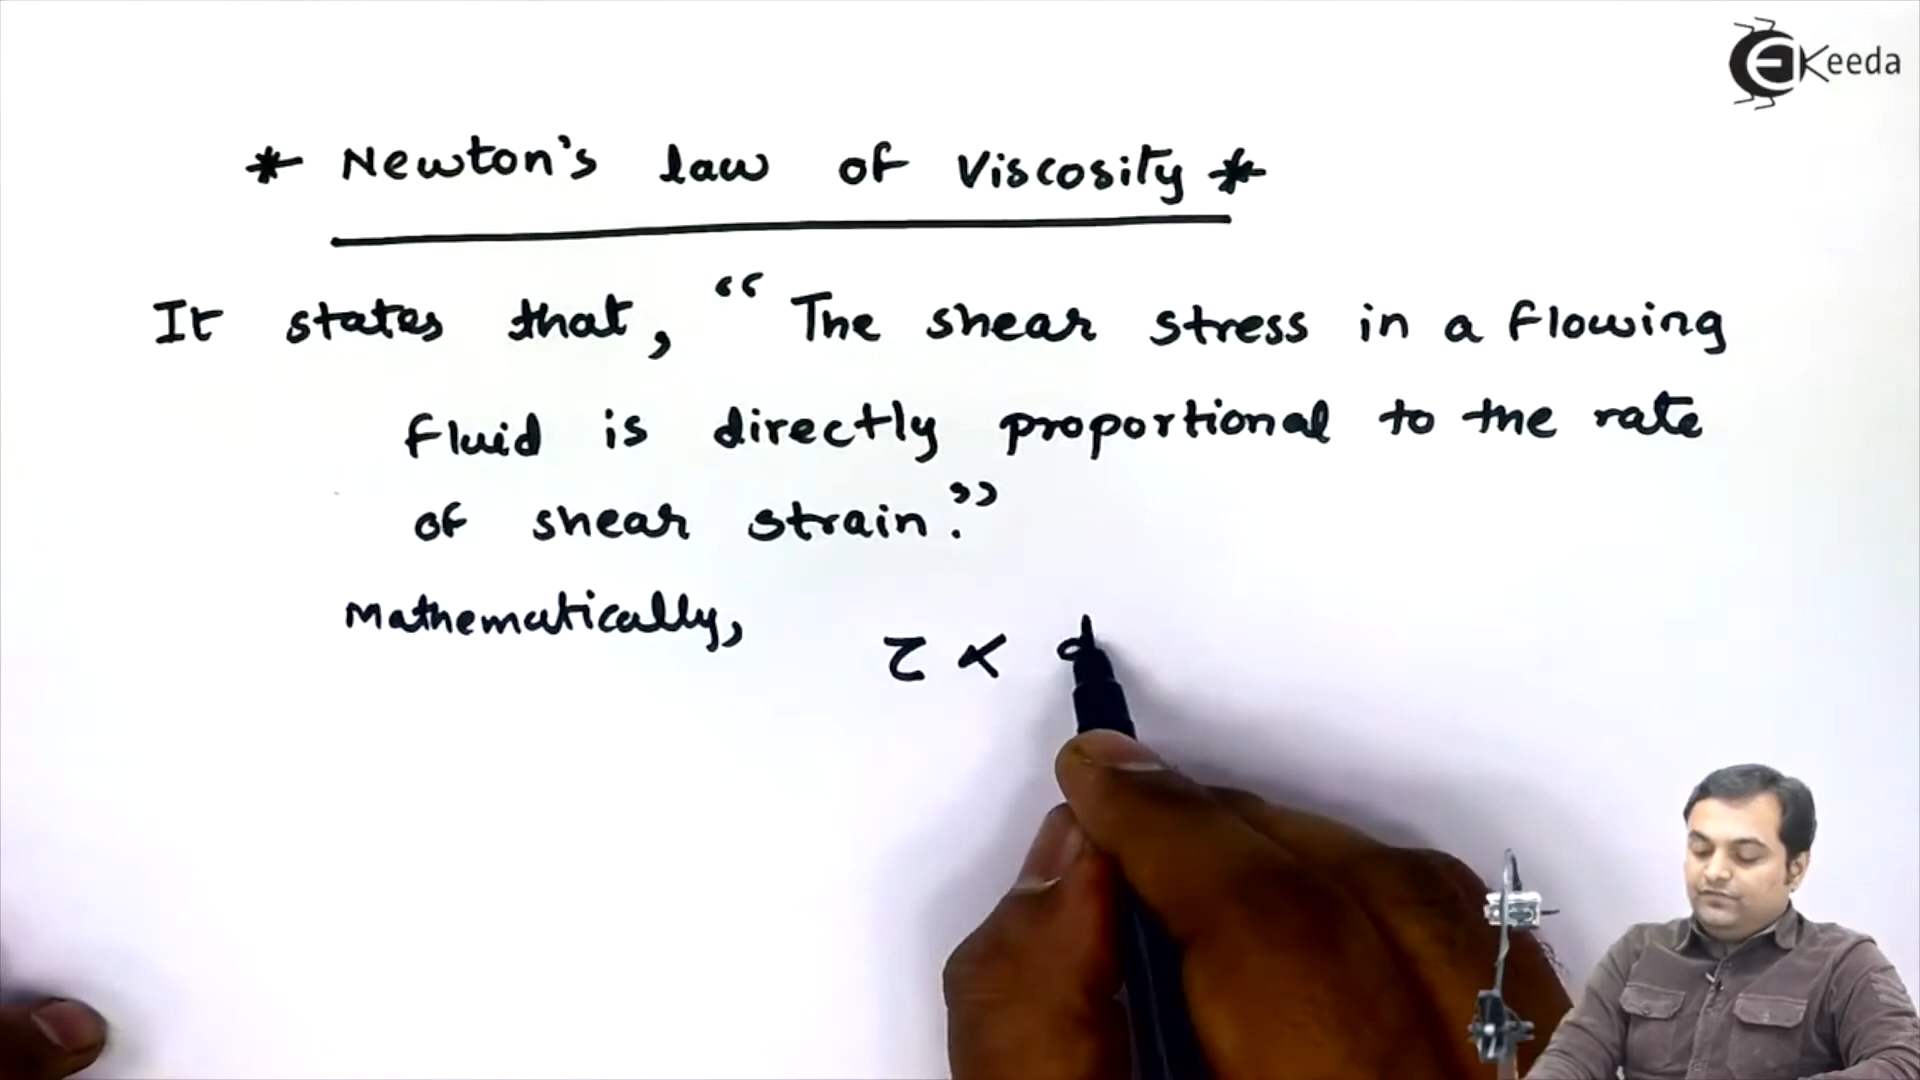 EKeeda
* Newton's law of Viscosity *
It states that, “ The shear stress in a flowing
fluid is directly proportional to the rate
of shear strain.”
Mathematically,
τ ∝ d